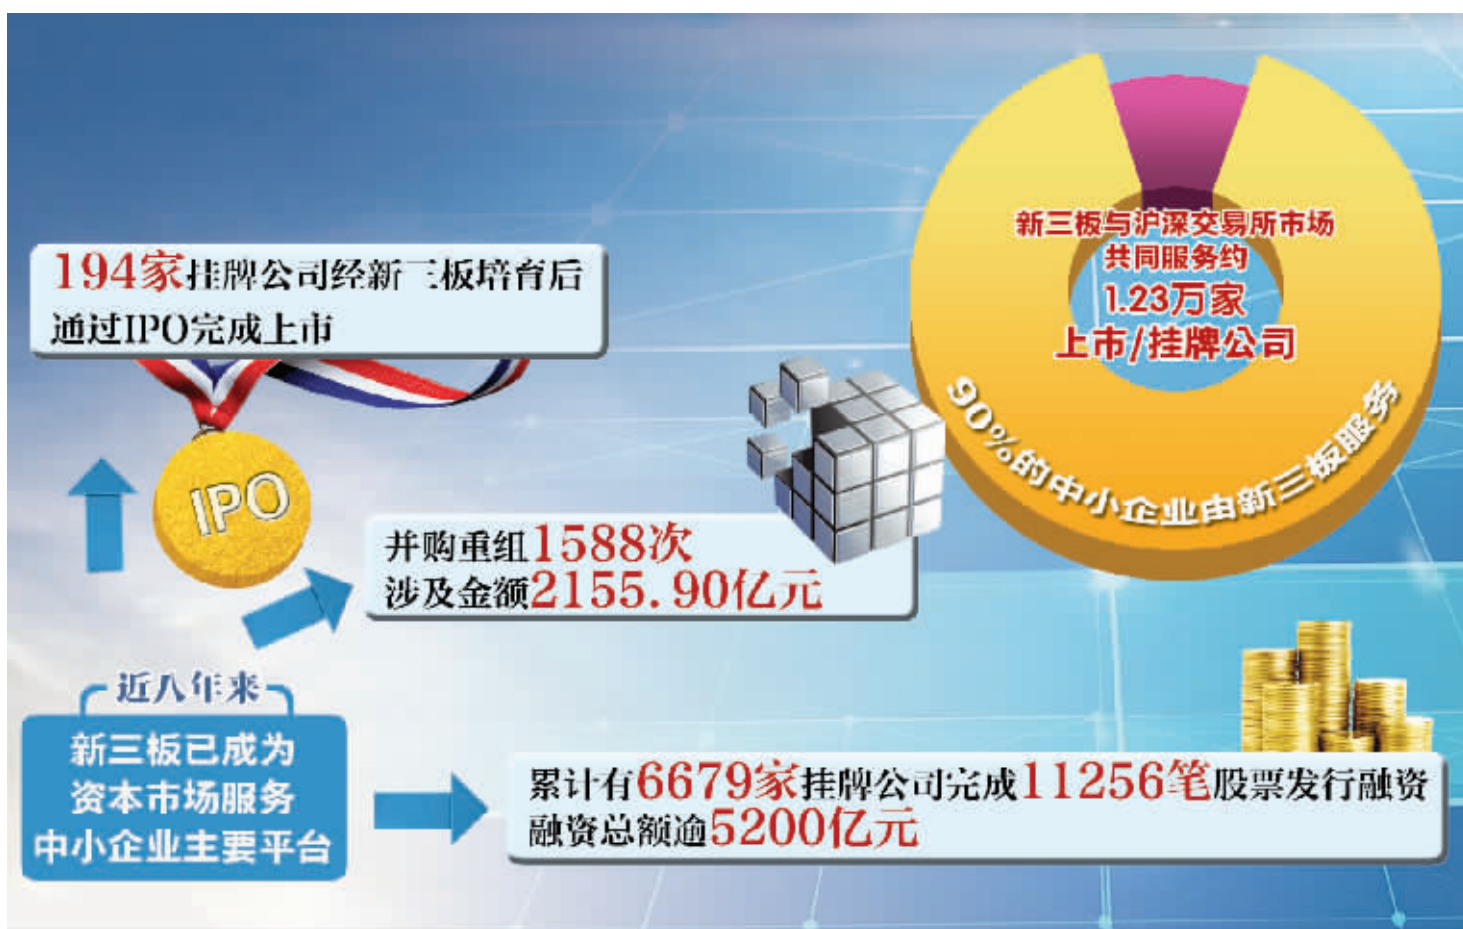 新三板与沪深交易所市场
共同服务约
1.23万家
上市/挂牌公司
90%的中小企业由新三板服务
194家挂牌公司经新三板培育后
通过IPO完成上市
IPO
并购重组1588次
涉及金额2155.90亿元
近八年来
新三板已成为
资本市场服务
中小企业主要平台
累计有6679家挂牌公司完成11256笔股票发行融资
融资总额逾5200亿元